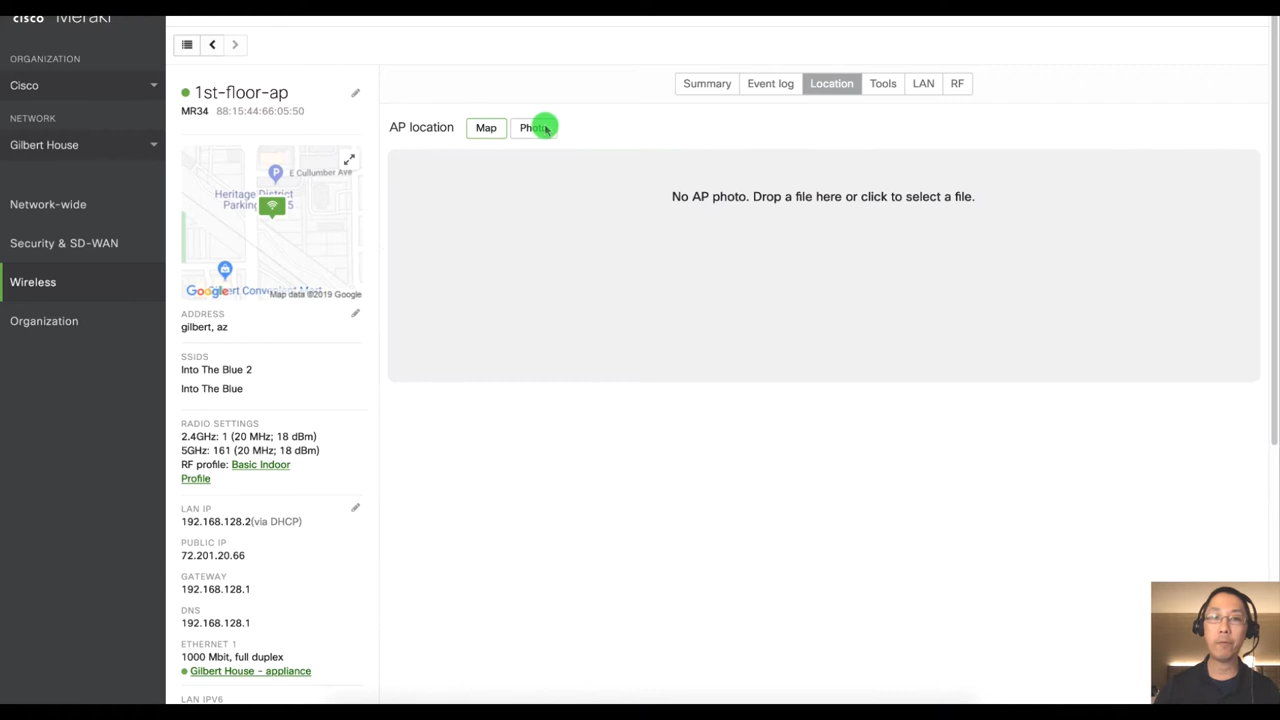 cisco Meraki
ORGANIZATION
Cisco
NETWORK
Gilbert House
Network-wide
Security & SD-WAN
Wireless
Organization
1st-floor-ap
MR34 88:15:44:66:05:50
E Cullumber Ave
Heritage District
Parking
5
Convenient
Google
Map data ©2019 Google
ADDRESS
gilbert, az
SSIDS
Into The Blue 2
Into The Blue
RADIO SETTINGS
2.4GHz: 1 (20 MHz; 18 dBm)
5GHz: 161 (20 MHz; 18 dBm)
RF profile: Basic Indoor
Profile
LAN IP
192.168.128.2(via DHCP)
PUBLIC IP
72.201.20.66
GATEWAY
192.168.128.1
DNS
192.168.128.1
ETHERNET 1
1000 Mbit, full duplex
Gilbert House - appliance
LAN IPV6
Summary Event log Location Tools LAN RF
AP location Map Photo
No AP photo. Drop a file here or click to select a file.